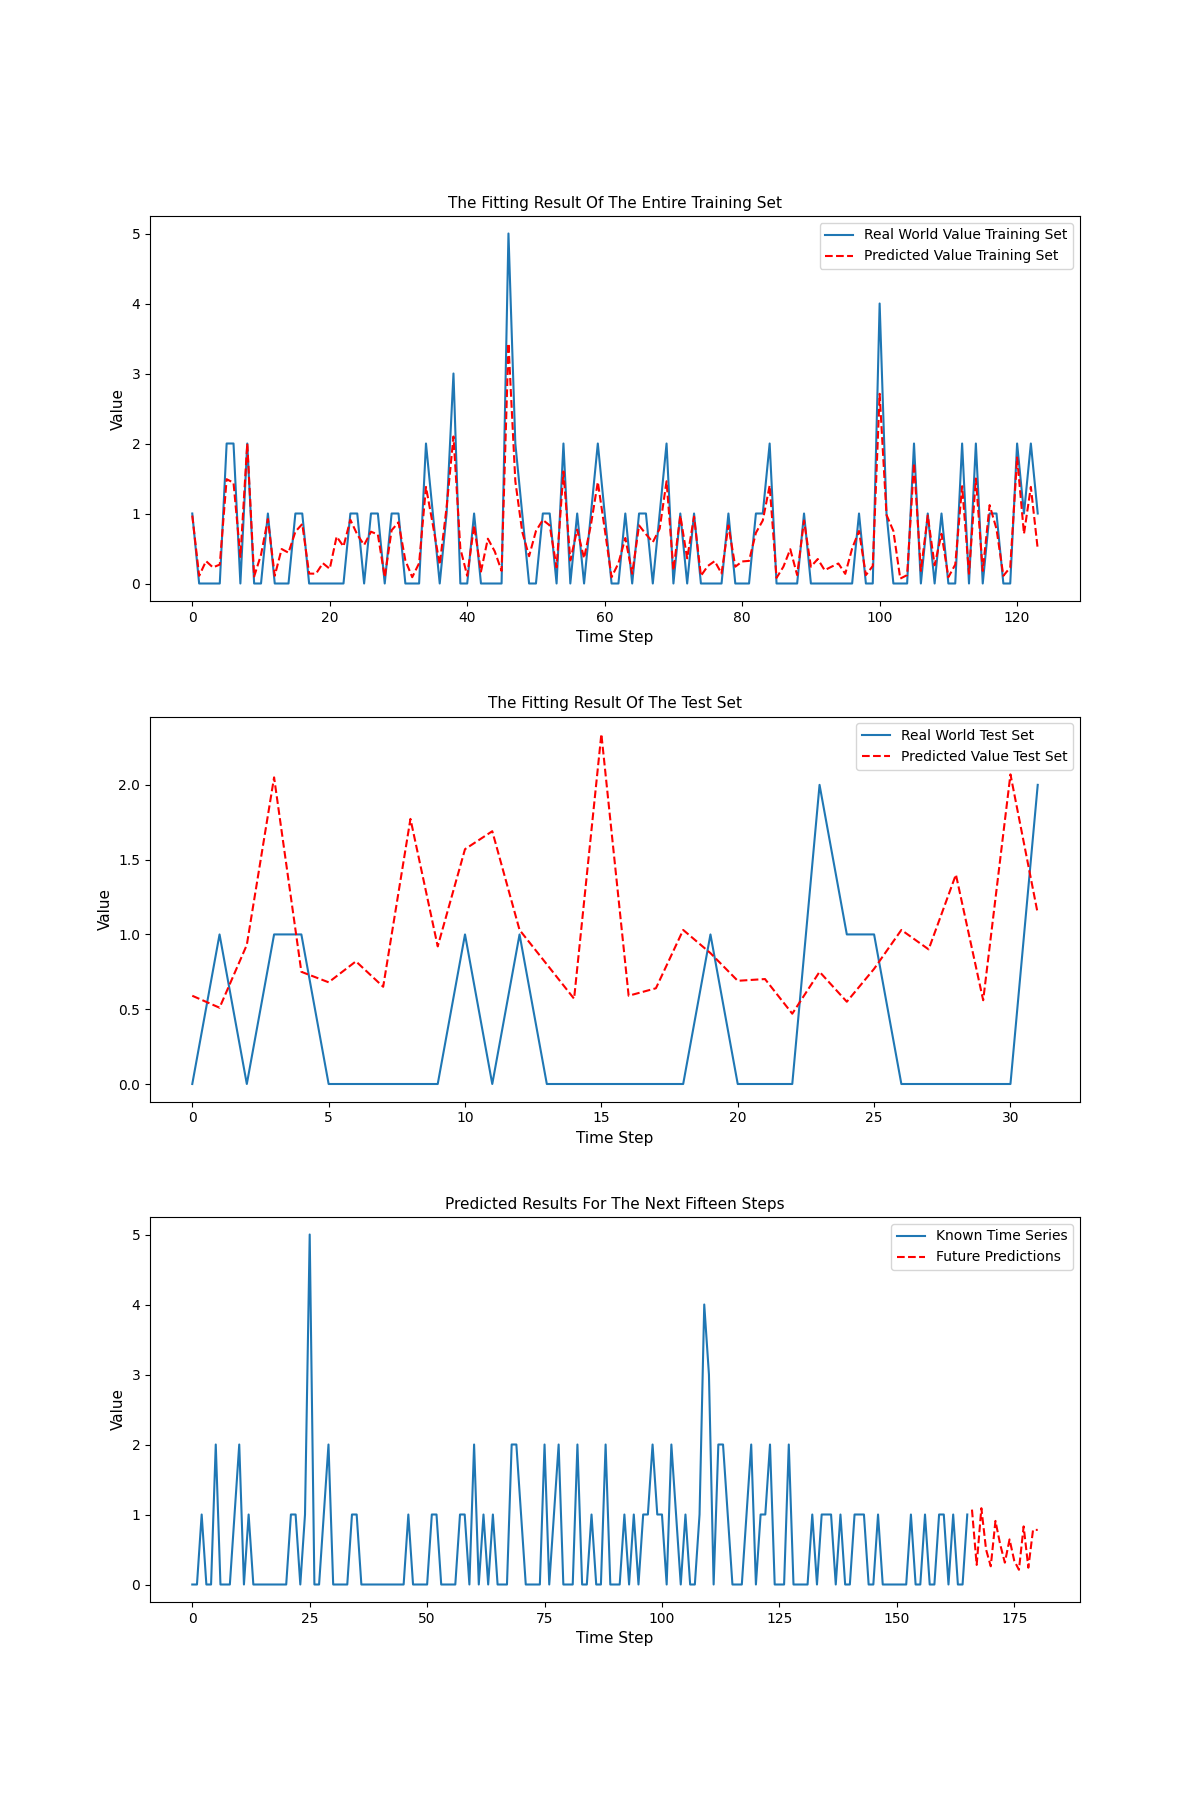 The Fitting Result Of The Entire Training Set
Real World Value Training Set
Predicted Value Training Set
5
4
3
2
1
0
Value
0 20 40 60 80 100 120
Time Step
The Fitting Result Of The Test Set
Real World Test Set
Predicted Value Test Set
2.0
1.5
1.0
0.5
0.0
Value
0 5 10 15 20 25 30
Time Step
Predicted Results For The Next Fifteen Steps
Known Time Series
Future Predictions
5
4
3
2
1
0
Value
0 25 50 75 100 125 150 175
Time Step